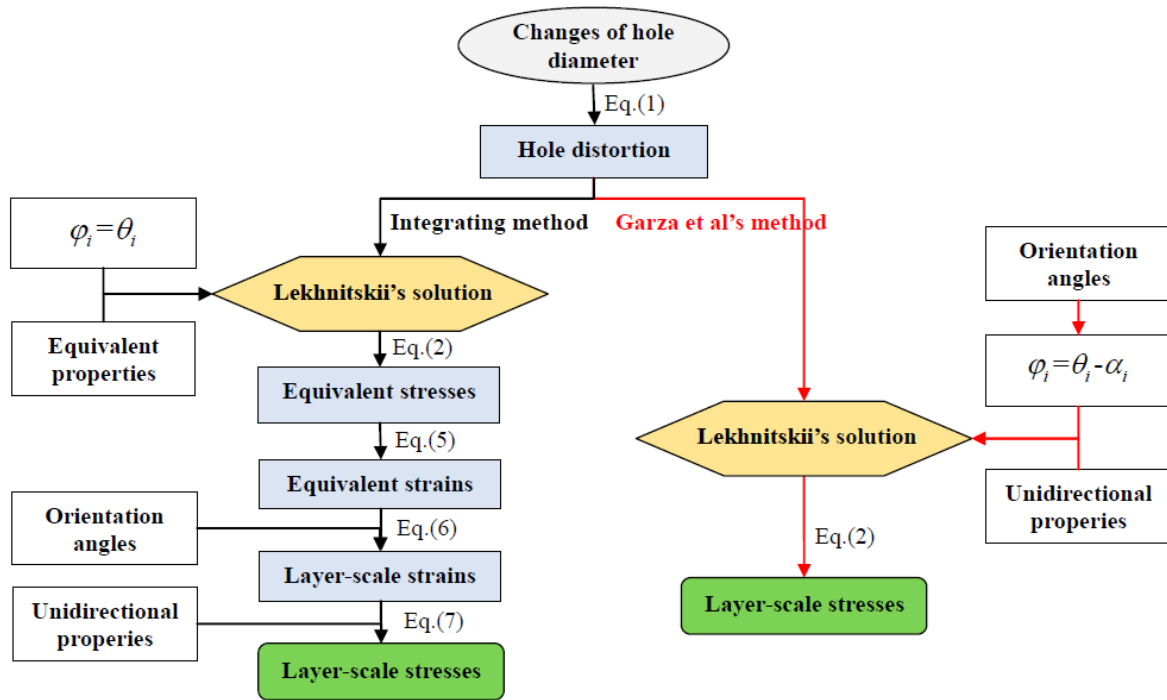 Changes of hole
diameter
Eq.(1)
Hole distortion
Integrating method
Garza et al's method
φi=θi
Lekhnitskii's solution
Equivalent
properties
Eq.(2)
Equivalent stresses
Eq.(5)
Equivalent strains
Orientation
angles
Eq.(6)
Layer-scale strains
Unidirectional
properies
Eq.(7)
Layer-scale stresses
Orientation
angles
φi=θi-αi
Lekhnitskii's solution
Unidirectional
properies
Eq.(2)
Layer-scale stresses